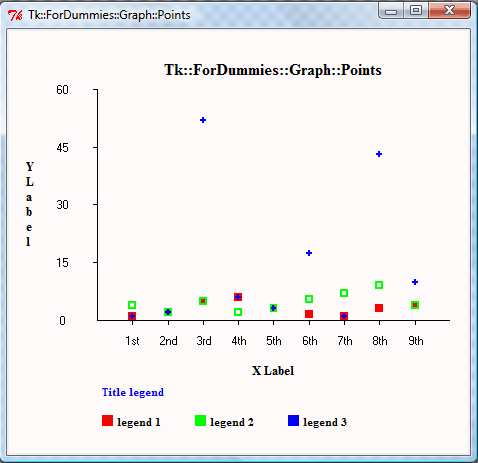 Tk::ForDummies::Graph::Points
Tk::ForDummies::Graph::Points
60
45
30
15
0
Y
L
a
b
e
l
1st 2nd 3rd 4th 5th 6th 7th 8th 9th
X Label
Title legend
legend 1 legend 2 legend 3